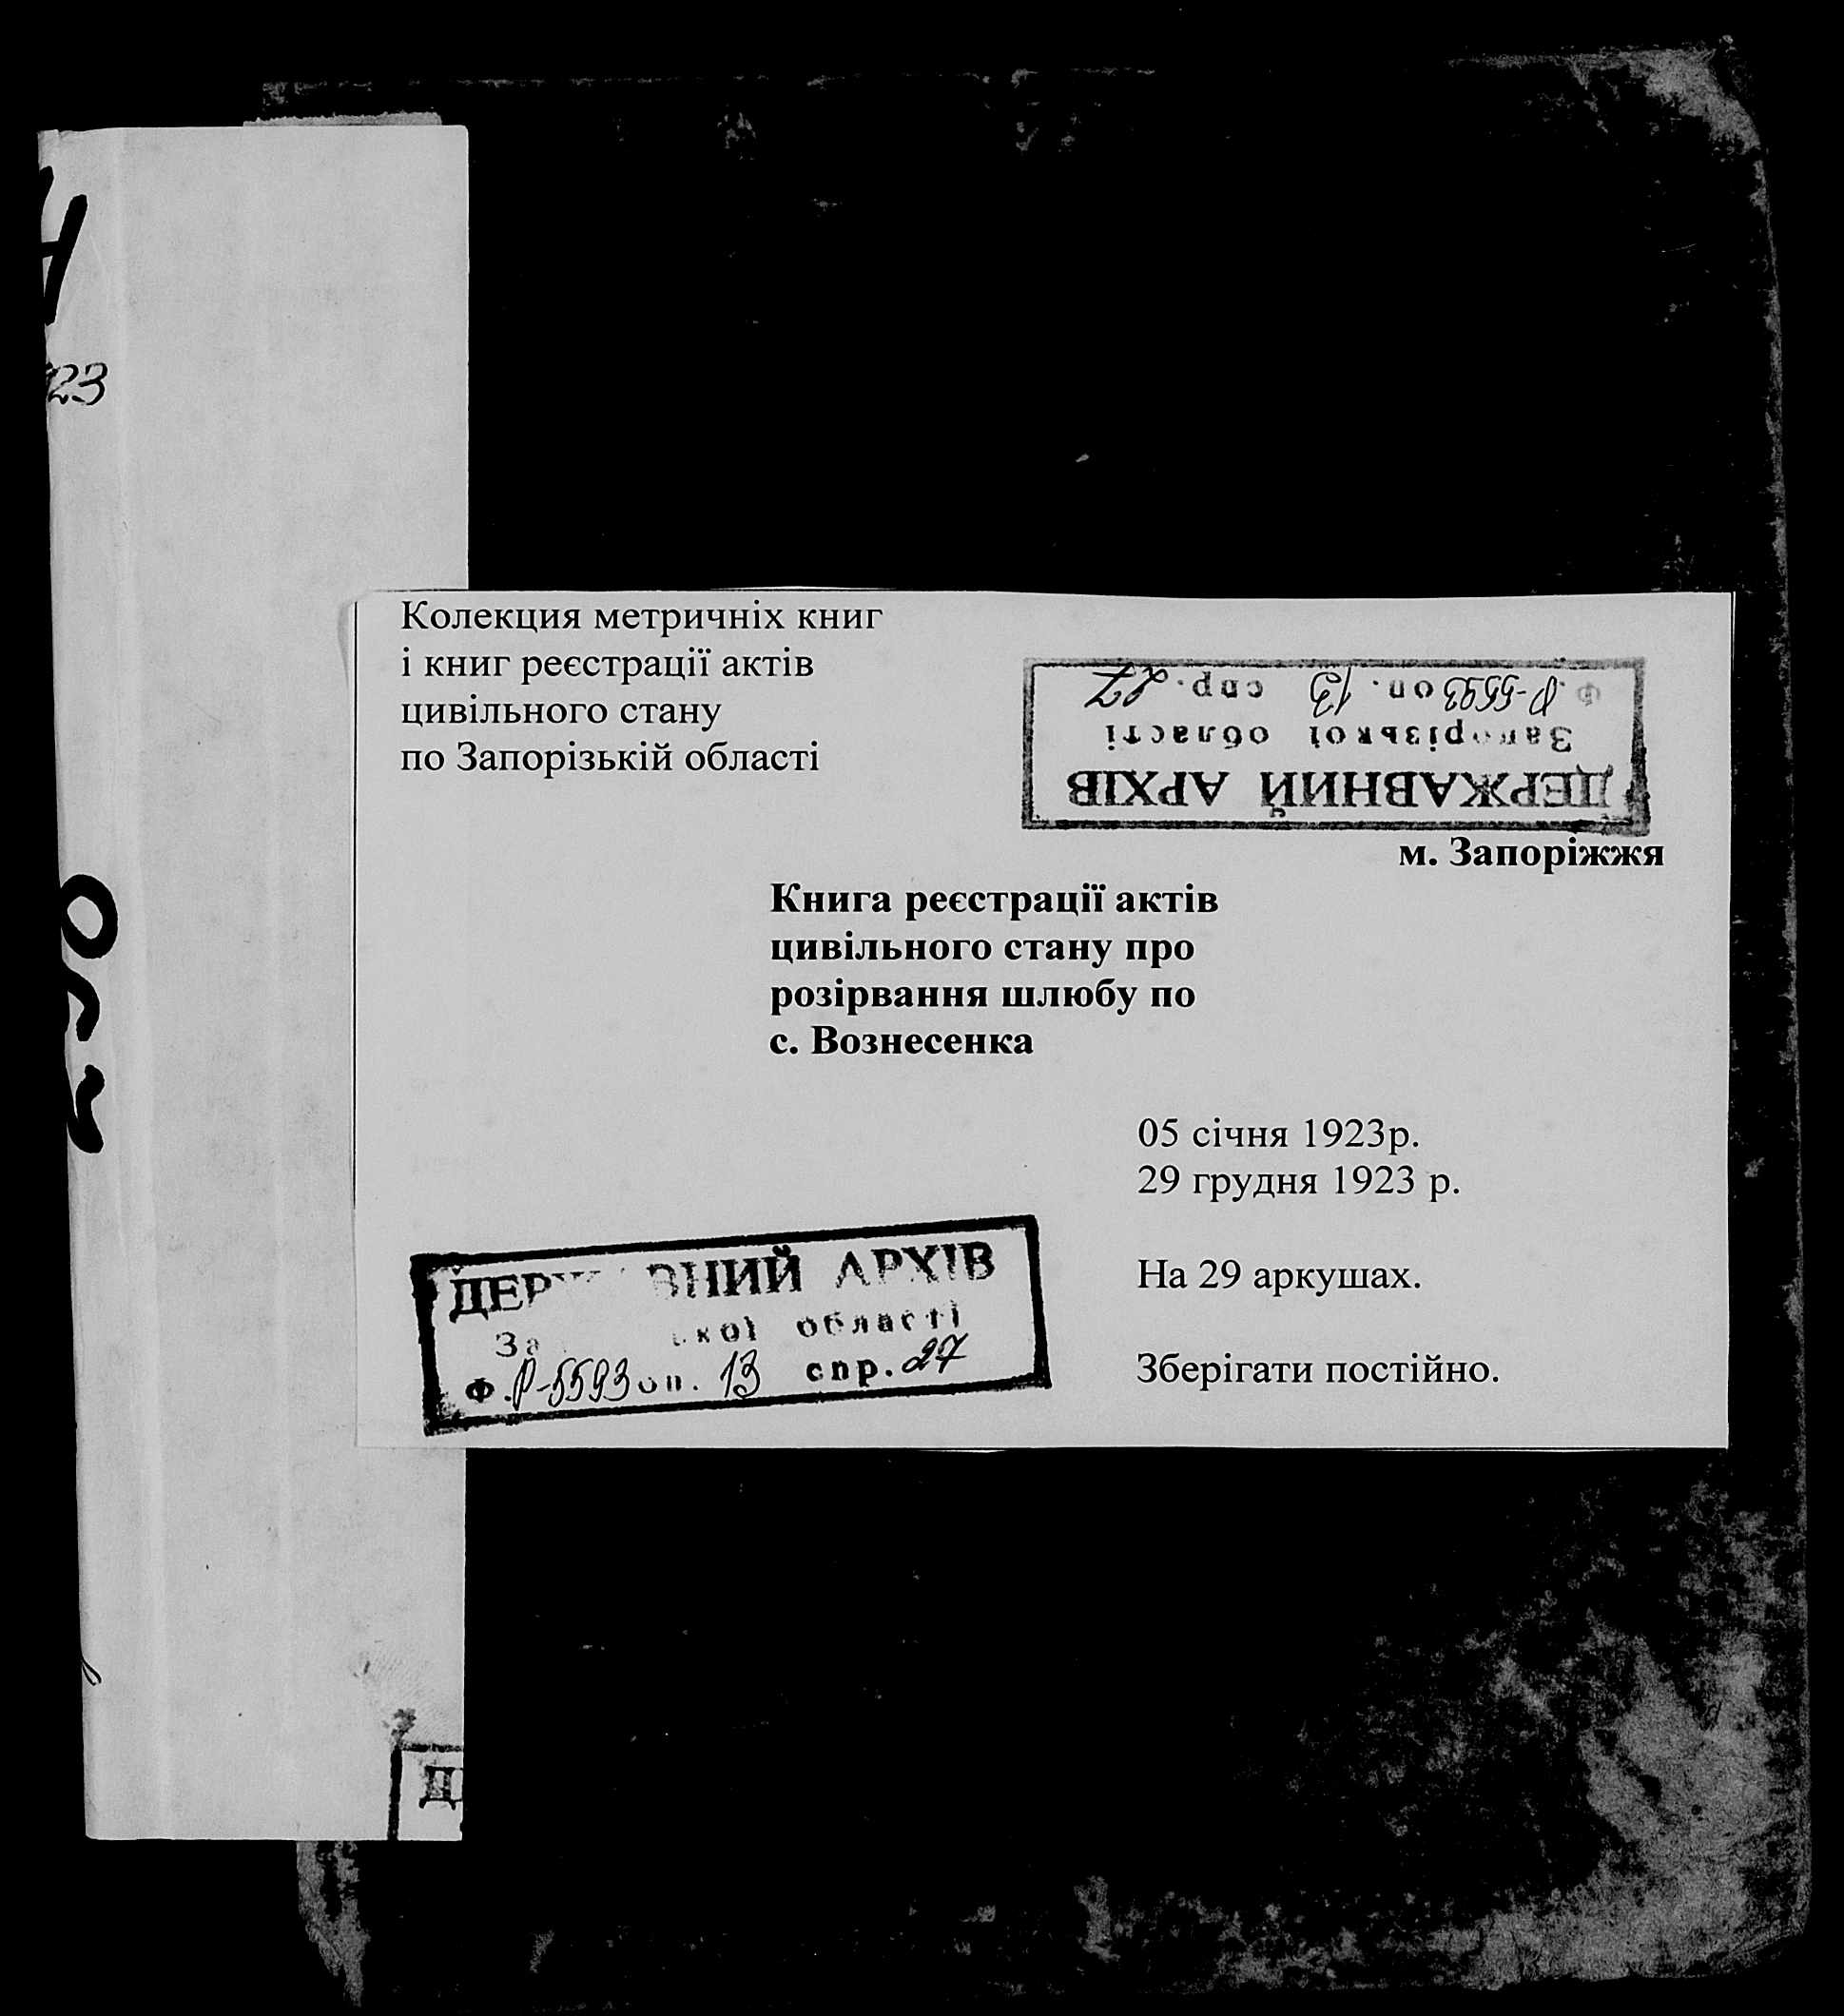 23
Колекция метричніх книг
і книг реєстрації актів
цивільного стану
по Запорізькій області
ДЕРЖАВНИЙ АРХІВ
Запорізької області
Ф. Р-5593 оп. 13 спр. 27
м. Запоріжжя
Книга реєстрації актів
цивільного стану про
розірвання шлюбу по
с. Вознесенка
05 січня 1923р.
29 грудня 1923 р.
На 29 аркушах.
Зберігати постійно.
ДЕРЖАВНИЙ АРХІВ
області
Ф. Р-5593 оп. 13 спр. 27